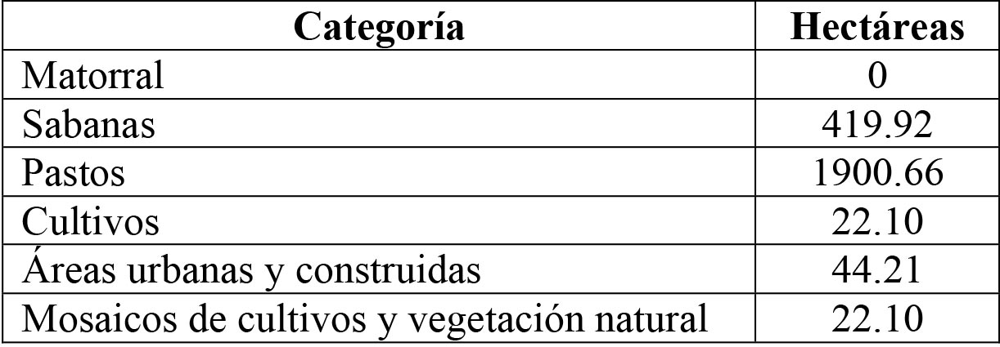 Categoría Hectáreas
Matorral 0
Sabanas 419.92
Pastos 1900.66
Cultivos 22.10
Áreas urbanas y construidas 44.21
Mosaicos de cultivos y vegetación natural 22.10